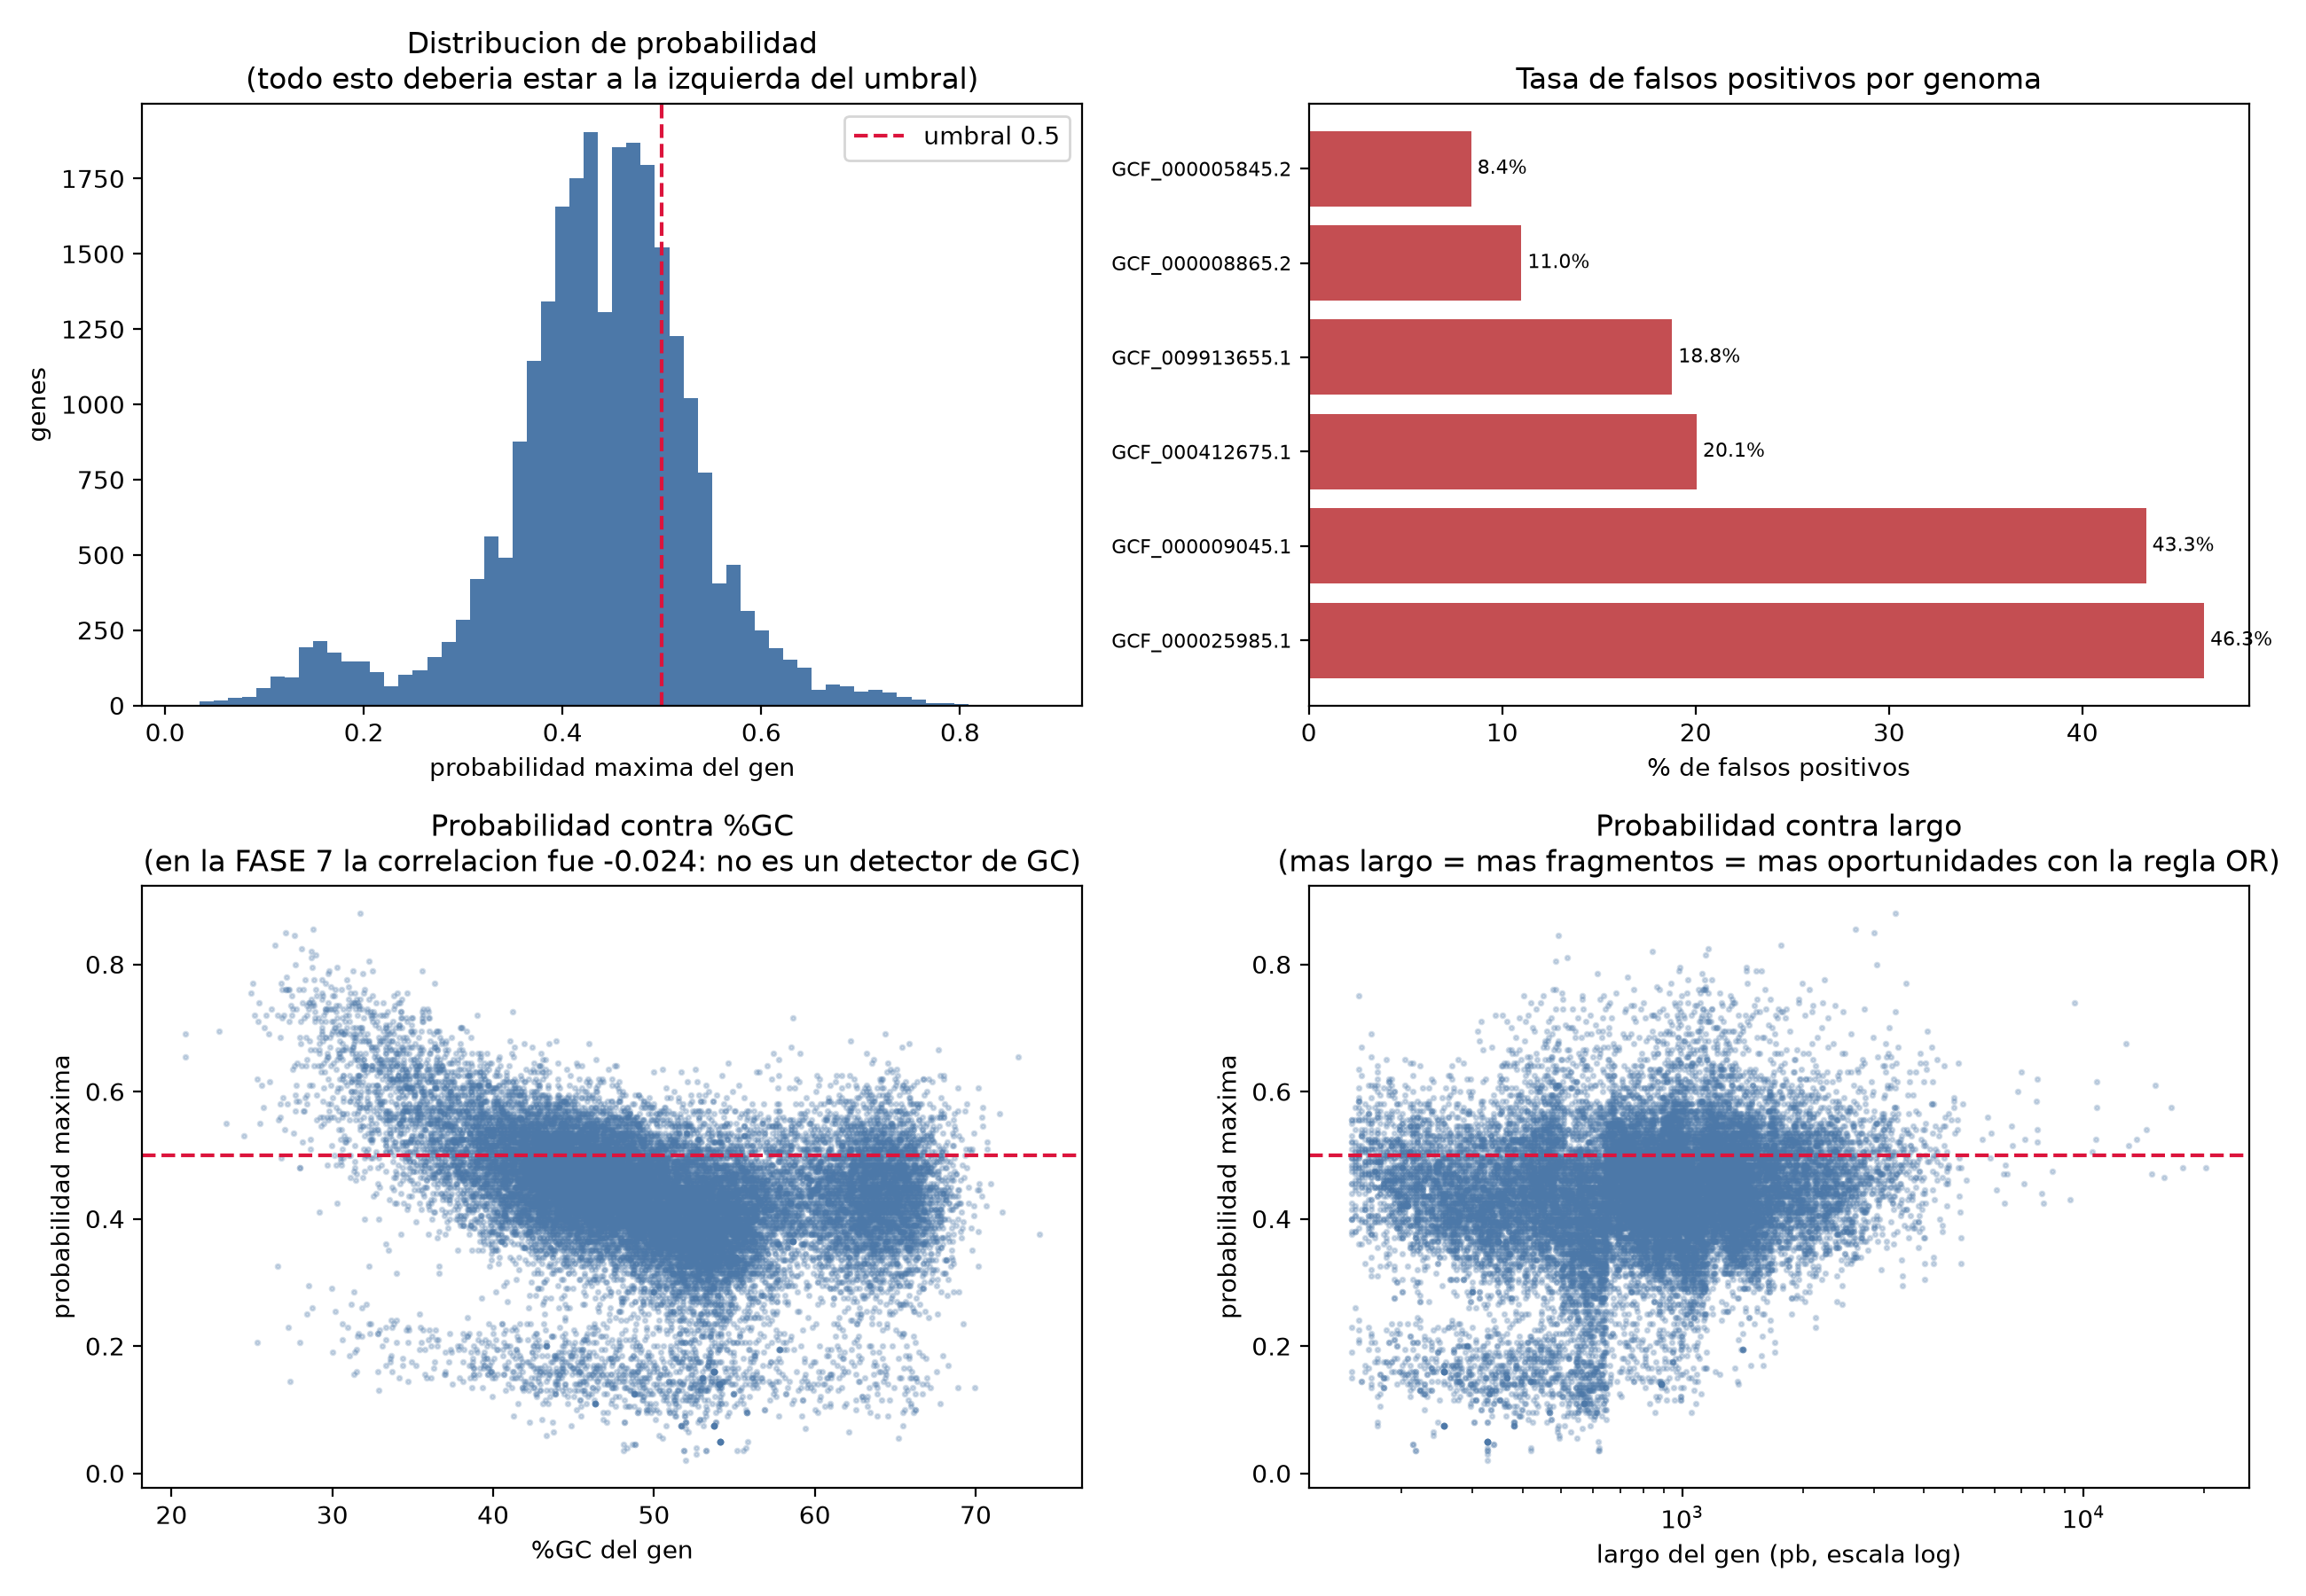 Distribucion de probabilidad
(todo esto deberia estar a la izquierda del umbral)
umbral 0.5
genes
1750
1500
1250
1000
750
500
250
0
0.0 0.2 0.4 0.6 0.8
probabilidad maxima del gen
Tasa de falsos positivos por genoma
GCF_000005845.2 8.4%
GCF_000008865.2 11.0%
GCF_009913655.1 18.8%
GCF_000412675.1 20.1%
GCF_000009045.1 43.3%
GCF_000025985.1 46.3%
0 10 20 30 40
% de falsos positivos
Probabilidad contra %GC
(en la FASE 7 la correlacion fue -0.024: no es un detector de GC)
probabilidad maxima
0.8
0.6
0.4
0.2
0.0
20 30 40 50 60 70
%GC del gen
Probabilidad contra largo
(mas largo = mas fragmentos = mas oportunidades con la regla OR)
probabilidad maxima
0.8
0.6
0.4
0.2
0.0
10³ 10⁴
largo del gen (pb, escala log)